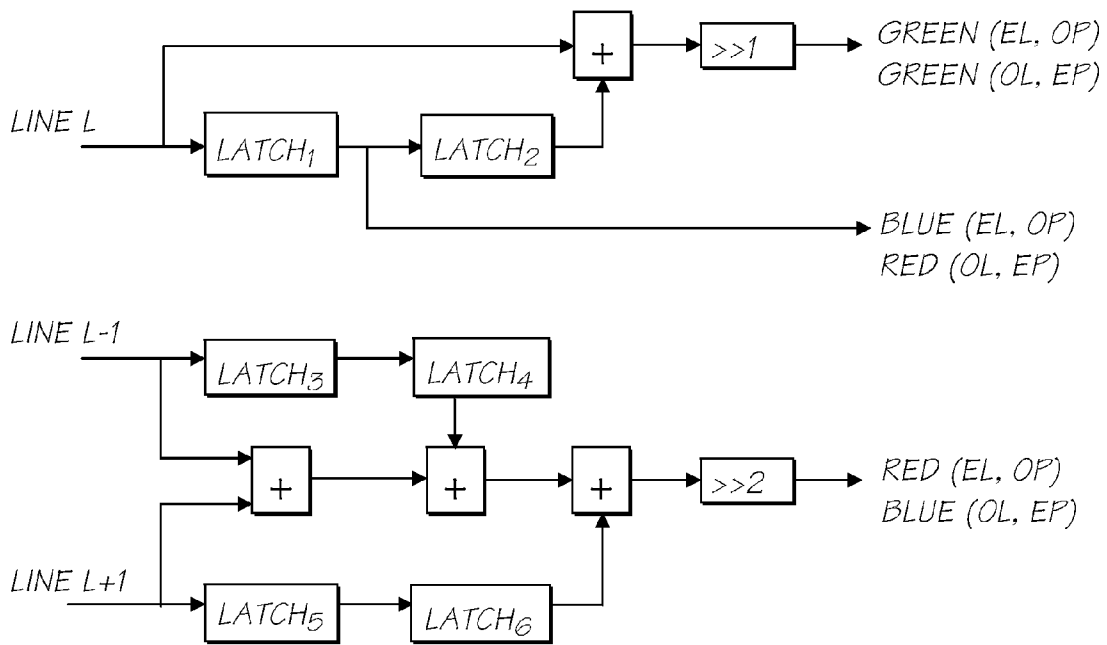 +
>>1
GREEN (EL, OP)
GREEN (OL, EP)
LINE L
LATCH1
LATCH2
BLUE (EL, OP)
RED (OL, EP)
LINE L-1
LATCH3
LATCH4
+
+
+
>>2
RED (EL, OP)
BLUE (OL, EP)
LINE L+1
LATCH5
LATCH6